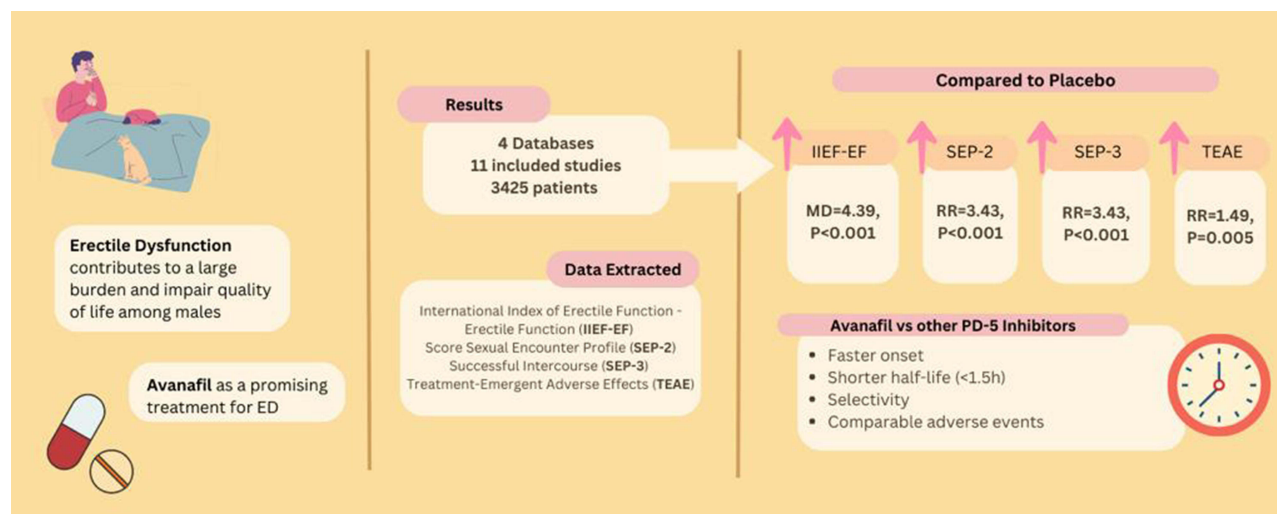 Erectile Dysfunction
contributes to a large
burden and impair quality
of life among males
Avanafil as a promising
treatment for ED
Results
4 Databases
11 included studies
3425 patients
Data Extracted
International Index of Erectile Function -
Erectile Function (IIEF-EF)
Score Sexual Encounter Profile (SEP-2)
Successful Intercourse (SEP-3)
Treatment-Emergent Adverse Effects (TEAE)
Compared to Placebo
IIEF-EF
MD=4.39,
P<0.001
SEP-2
RR=3.43,
P<0.001
SEP-3
RR=3.43,
P<0.001
TEAE
RR=1.49,
P=0.005
Avanafil vs other PD-5 Inhibitors
• Faster onset
• Shorter half-life (<1.5h)
• Selectivity
• Comparable adverse events